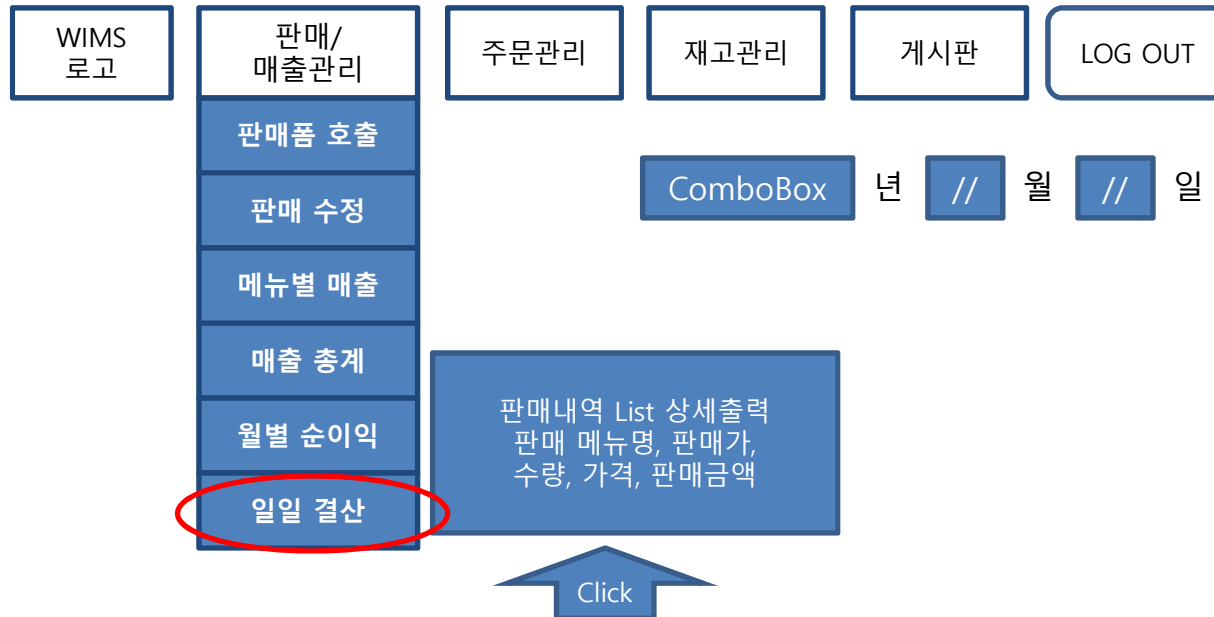 WIMS
로고
판매/
매출관리
주문관리
재고관리
게시판
LOG OUT
판매폼 호출
판매 수정
메뉴별 매출
매출 총계
월별 순이익
일일 결산
ComboBox 년 // 월 // 일
판매내역 List 상세출력
판매 메뉴명, 판매가,
수량, 가격, 판매금액
Click